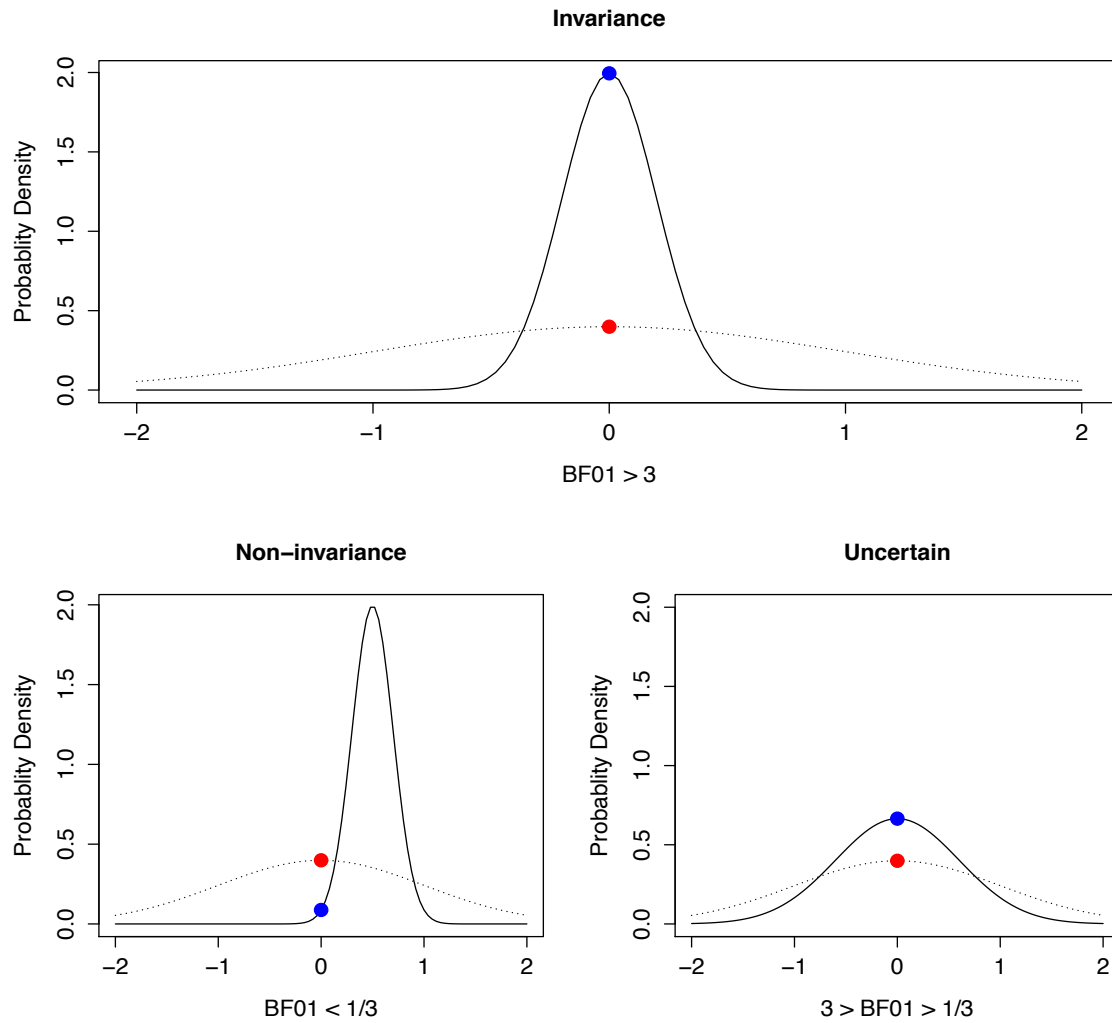 Invariance
Probablity Density
2.0
1.5
1.0
0.5
0.0
−2 −1 0 1 2
BF01 > 3
Non−invariance
Probablity Density
2.0
1.5
1.0
0.5
0.0
−2 −1 0 1 2
BF01 < 1/3
Uncertain
Probablity Density
2.0
1.5
1.0
0.5
0.0
−2 −1 0 1 2
3 > BF01 > 1/3